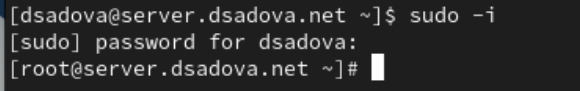 [dsadova@server.dsadova.net ~]$ sudo -i
[sudo] password for dsadova:
[root@server.dsadova.net ~]#